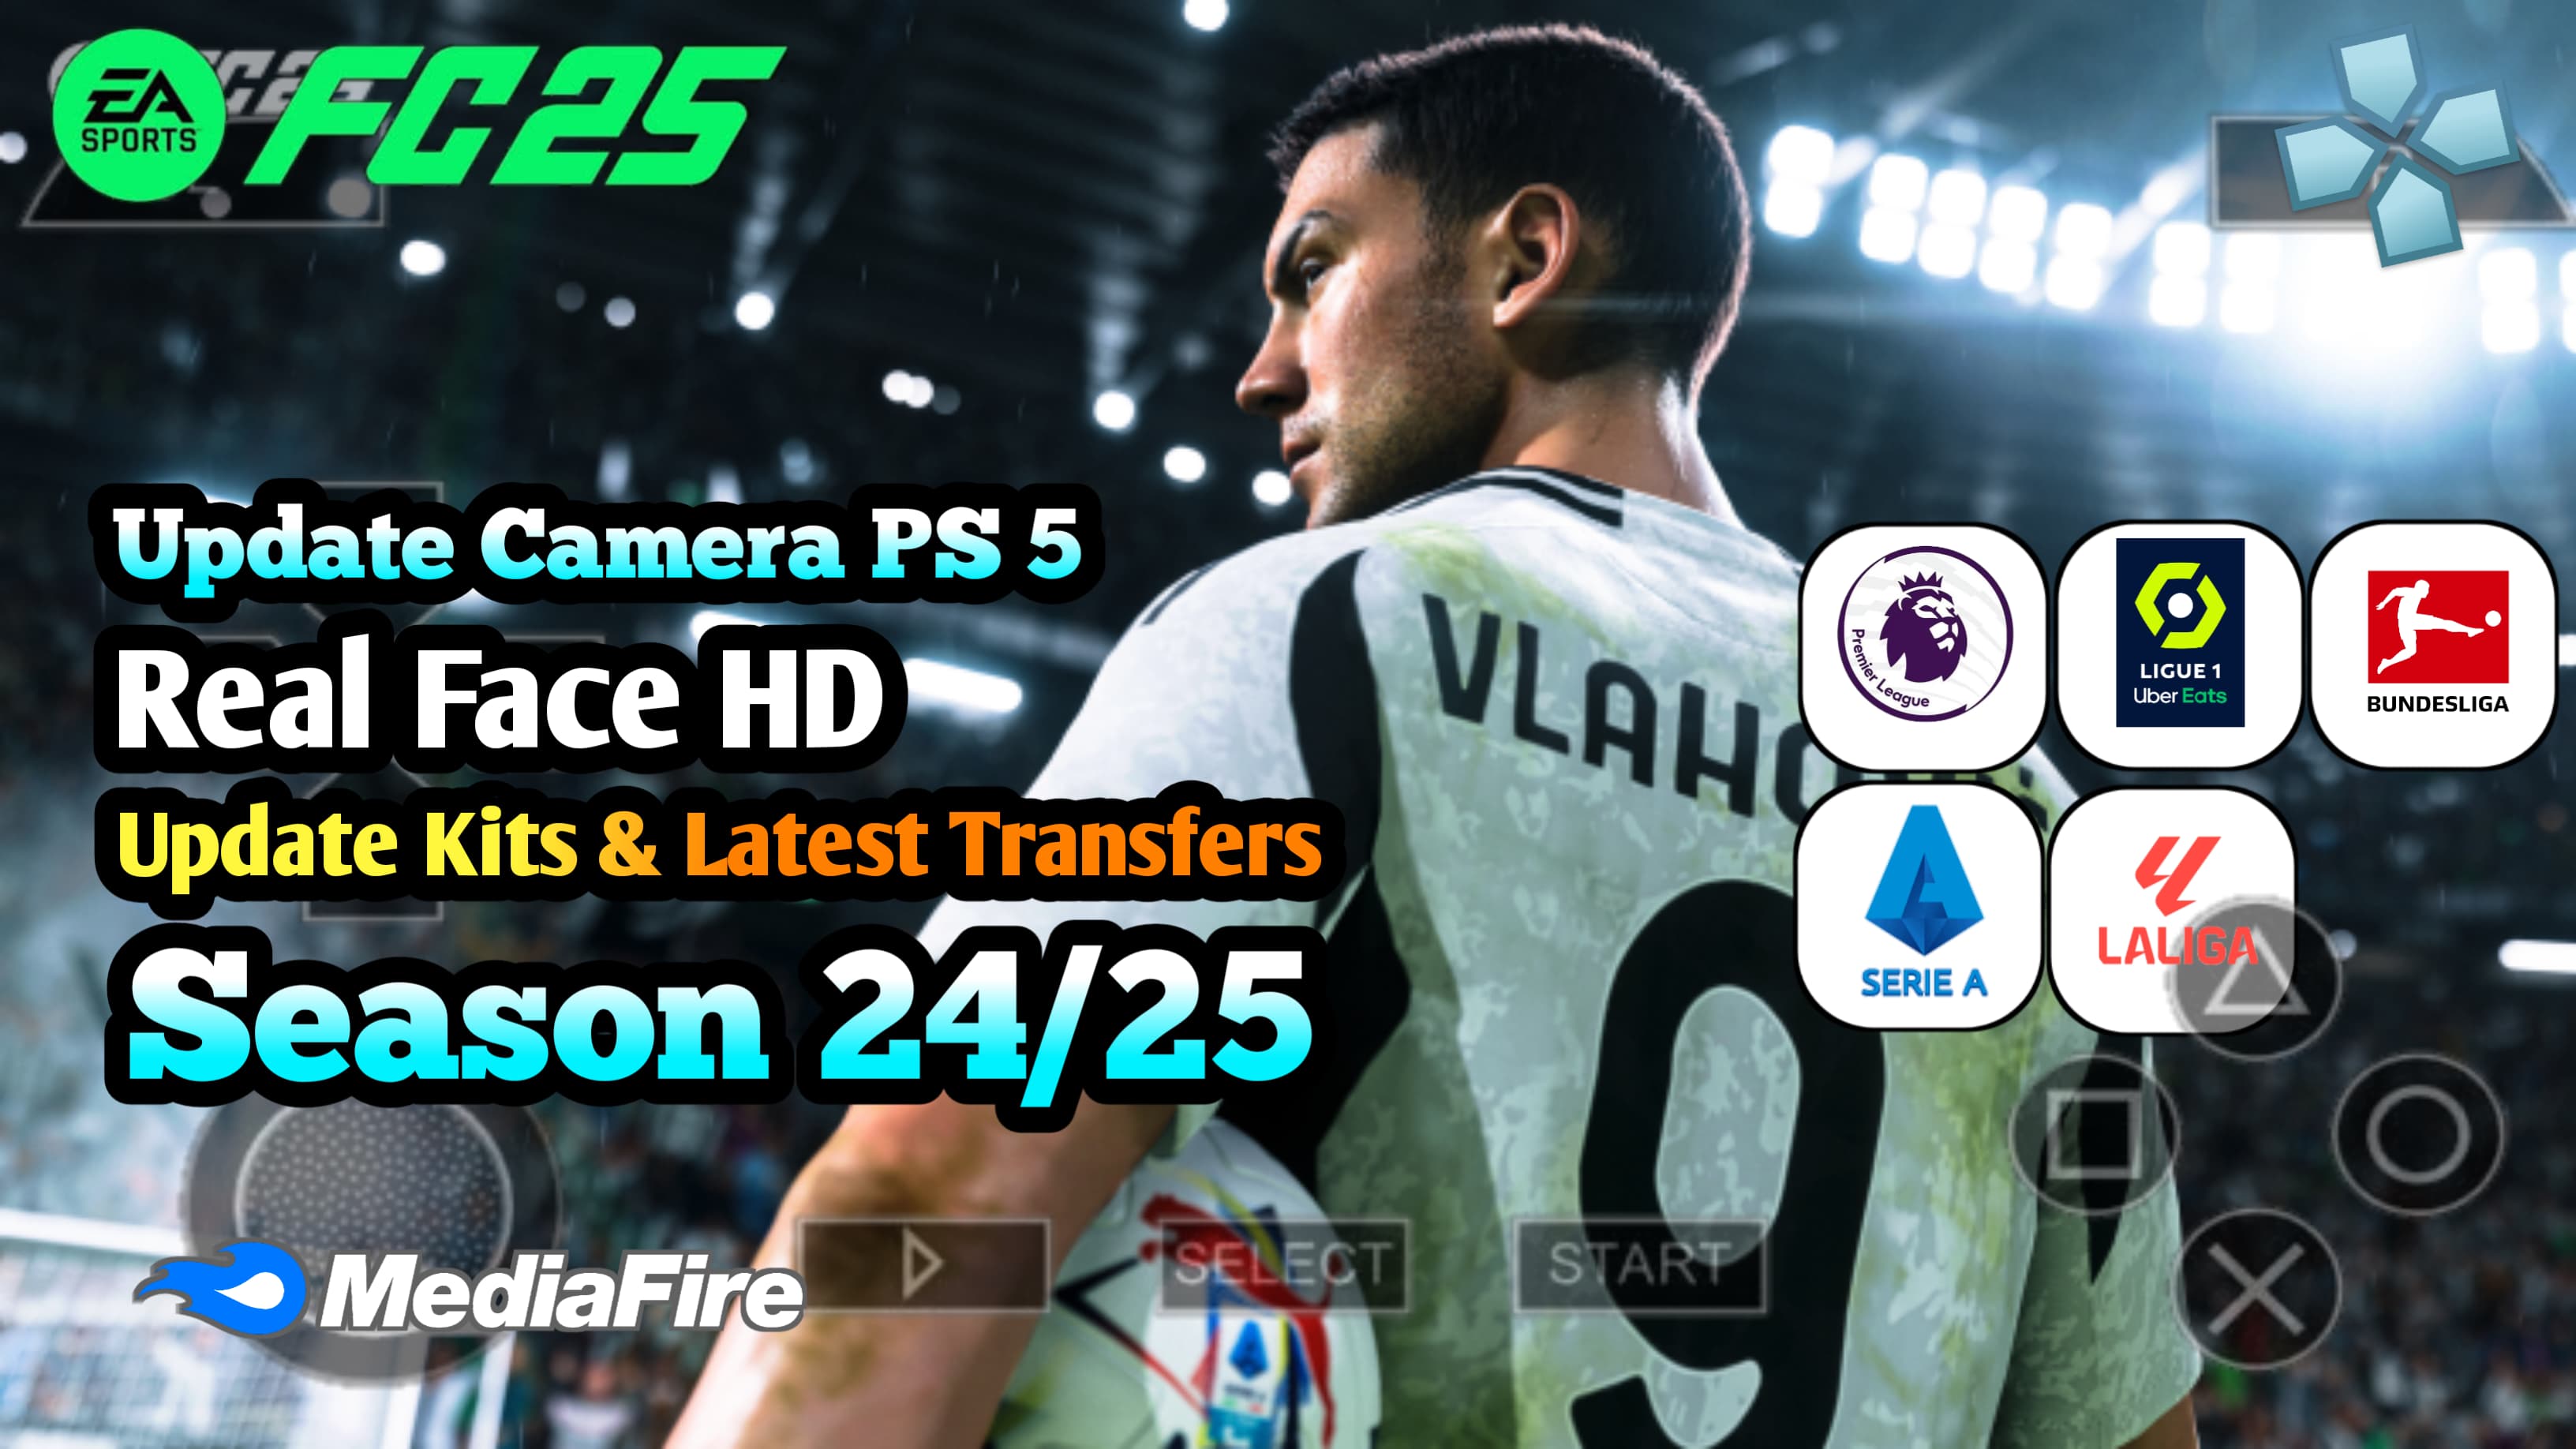 EA
SPORTS
FC25
Update Camera PS 5
Real Face HD
Update Kits & Latest Transfers
Season 24/25
MediaFire
VLAHO
9
Premier League
LIGUE 1
Uber Eats
BUNDESLIGA
SERIE A
LALIGA
SELECT
START